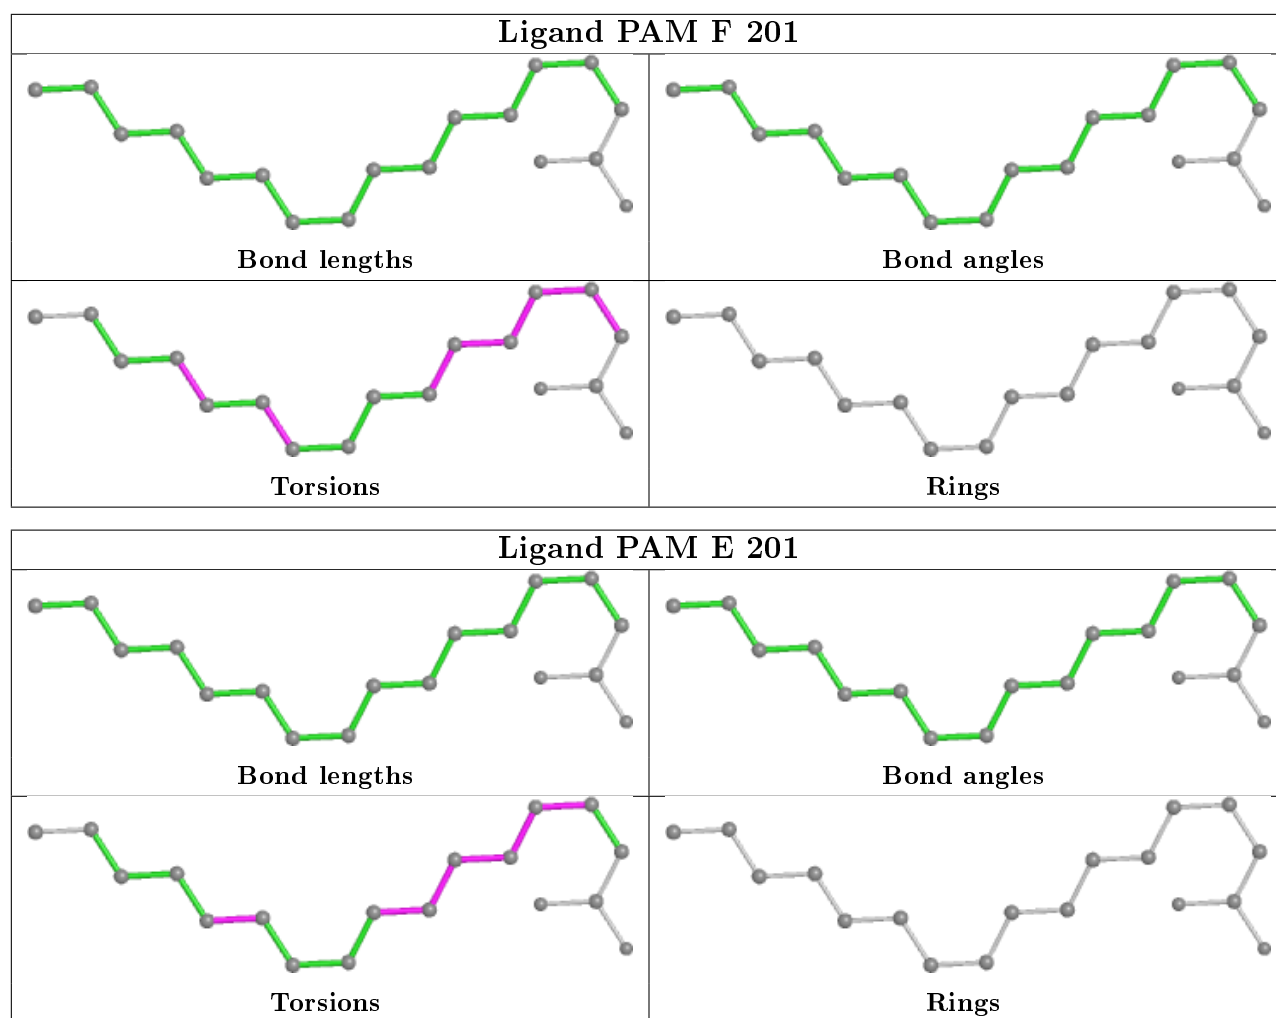 Ligand PAM F 201
Bond lengths
Bond angles
Torsions
Rings
Ligand PAM E 201
Bond lengths
Bond angles
Torsions
Rings